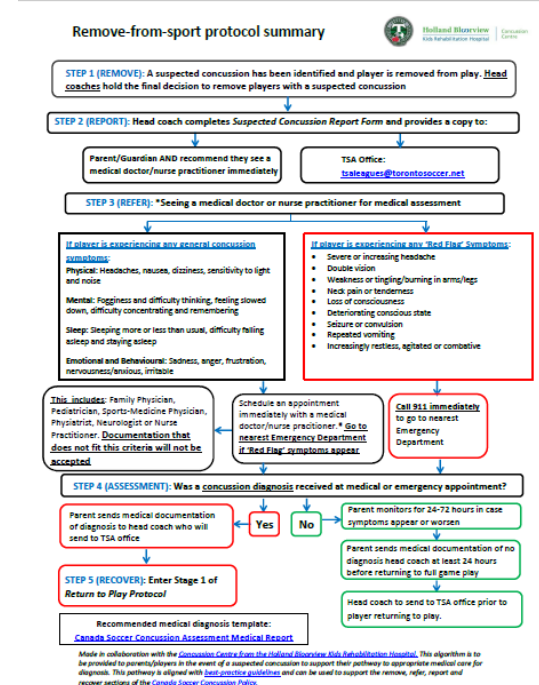 Remove-from-sport protocol summary
Holland Bloorview
Kids Rehabilitation Hospital
Concussion
Centre
STEP 1 (REMOVE): A suspected concussion has been identified and player is removed from play. Head
coaches hold the final decision to remove players with a suspected concussion
STEP 2 (REPORT): Head coach completes Suspected Concussion Report Form and provides a copy to:
Parent/Guardian AND recommend they see a
medical doctor/nurse practitioner immediately
TSA Office:
tsaleagues@torontosoccer.net
STEP 3 (REFER): *Seeing a medical doctor or nurse practitioner for medical assessment
If player is experiencing any general concussion
symptoms:
Physical: Headaches, nausea, dizziness, sensitivity to light
and noise
Mental: Fogginess and difficulty thinking, feeling slowed
down, difficulty concentrating and remembering
Sleep: Sleeping more or less than usual, difficulty falling
asleep and staying asleep
Emotional and Behavioural: Sadness, anger, frustration,
nervousness/anxious, irritable
If player is experiencing any 'Red Flag' Symptoms:
• Severe or increasing headache
• Double vision
• Weakness or tingling/burning in arms/legs
• Neck pain or tenderness
• Loss of consciousness
• Deteriorating conscious state
• Seizure or convulsion
• Repeated vomiting
• Increasingly restless, agitated or combative
This includes: Family Physician,
Pediatrician, Sports-Medicine Physician,
Physiatrist, Neurologist or Nurse
Practitioner. Documentation that
does not fit this criteria will not be
accepted
Schedule an appointment
immediately with a medical
doctor/nurse practitioner.* Go to
nearest Emergency Department
if 'Red Flag' symptoms appear
Call 911 immediately
to go to nearest
Emergency
Department
STEP 4 (ASSESSMENT): Was a concussion diagnosis received at medical or emergency appointment?
Parent sends medical documentation
of diagnosis to head coach who will
send to TSA office
Yes
No
Parent monitors for 24-72 hours in case
symptoms appear or worsen
Parent sends medical documentation of no
diagnosis head coach at least 24 hours
before returning to full game play
STEP 5 (RECOVER): Enter Stage 1 of
Return to Play Protocol
Head coach to send to TSA office prior to
player returning to play.
Recommended medical diagnosis template:
Canada Soccer Concussion Assessment Medical Report
Made in collaboration with the Concussion Centre from the Holland Bloorview Kids Rehabilitation Hospital. This algorithm is to
be provided to parents/players in the event of a suspected concussion to support their pathway to appropriate medical care for
diagnosis. This pathway is aligned with best-practice guidelines and can be used to support the remove, refer, report and
recover sections of the Canada Soccer Concussion Policy.